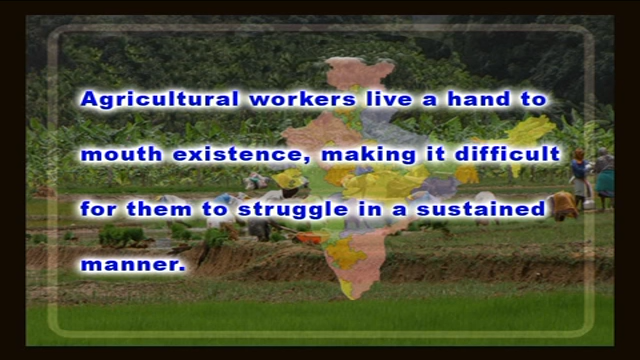 Agricultural workers live a hand to
mouth existence, making it difficult
for them to struggle in a sustained
manner.